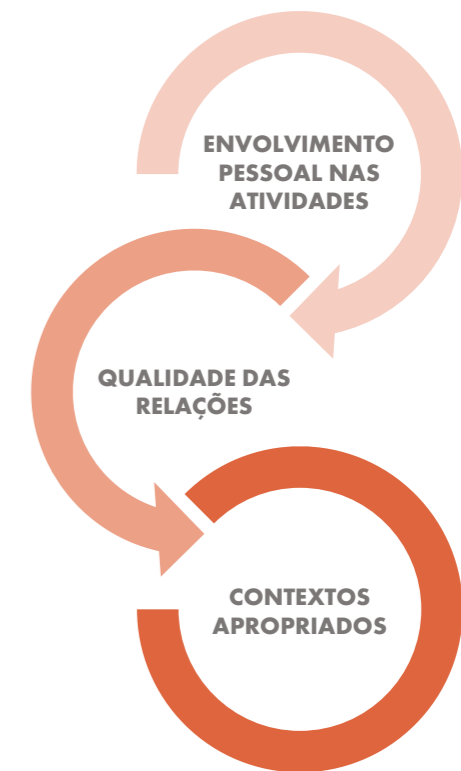 ENVOLVIMENTO
PESSOAL NAS
ATIVIDADES
QUALIDADE DAS
RELAÇÕES
CONTEXTOS
APROPRIADOS